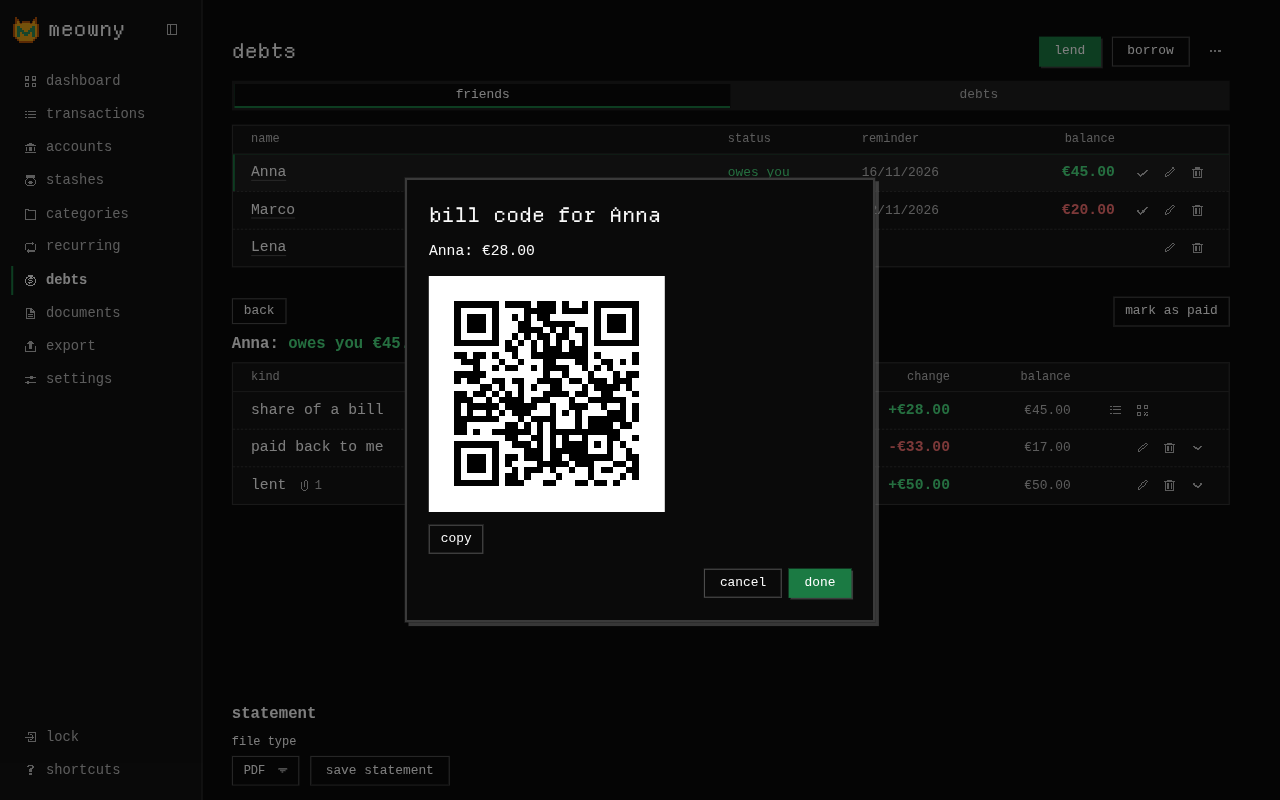 meowny
dashboard
transactions
accounts
stashes
categories
recurring
debts
documents
export
settings
lock
shortcuts
debts
lend
borrow
friends
debts
name status reminder balance
Anna owes you 16/11/2026 €45.00
Marco /11/2026 €20.00
Lena
back
mark as paid
Anna: owes you €45
kind change balance
share of a bill +€28.00 €45.00
paid back to me -€33.00 €17.00
lent 1 +€50.00 €50.00
bill code for Anna
Anna: €28.00
copy
cancel
done
statement
file type
PDF
save statement